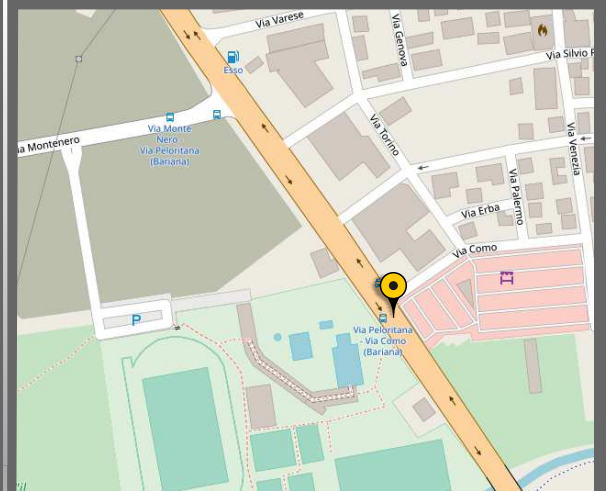 Via Varese
Via Genova
Via Silvio
Esso
Via Torino
Via Monte
Nero -
Via Peloritana
(Bariana)
Via Montenero
Via Venezia
Via Palermo
Via Erba
Via Como
P
Via Peloritana
- Via Como
(Bariana)